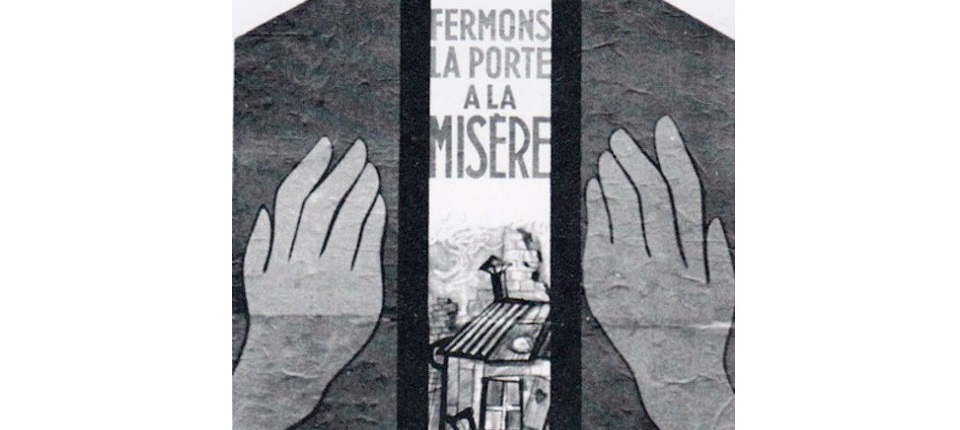 FERMONS
LA PORTE
A LA
MISÈRE